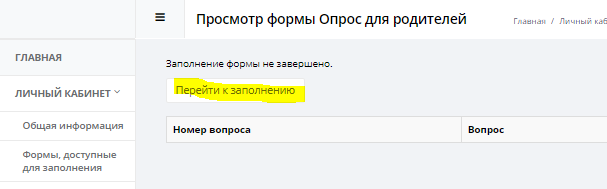 Просмотр формы Опрос для родителей
Главная / Личный каб
ГЛАВНАЯ
ЛИЧНЫЙ КАБИНЕТ
Общая информация
Формы, доступные
для заполнения
Заполнение формы не завершено.
Перейти к заполнению
Номер вопроса
Вопрос